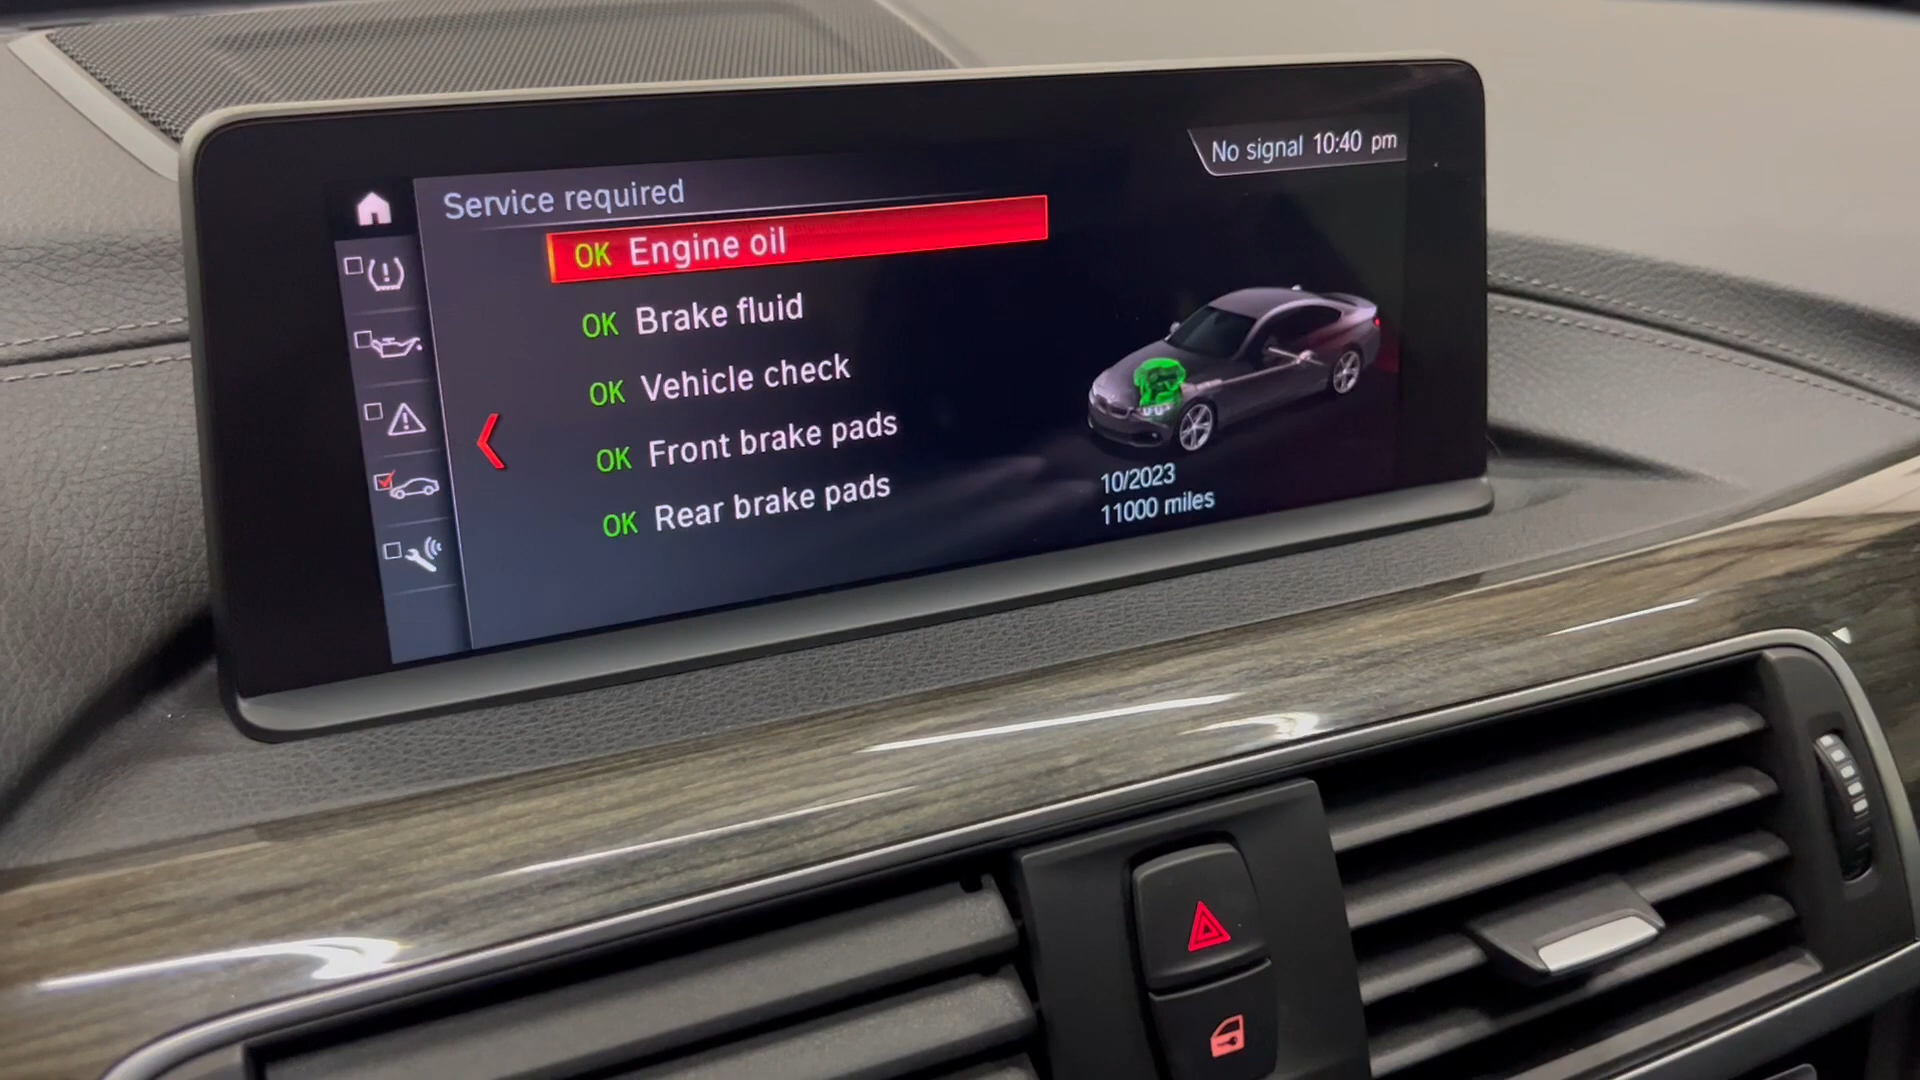 No signal 10:40 pm
Service required
OK Engine oil
OK Brake fluid
OK Vehicle check
OK Front brake pads
OK Rear brake pads
10/2023
11000 miles